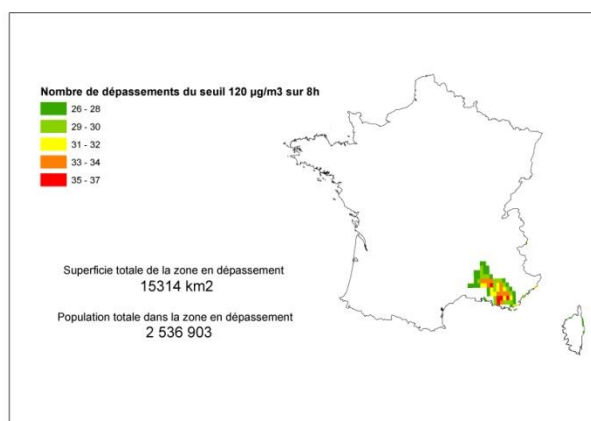 Nombre de dépassements du seuil 120 µg/m3 sur 8h
26 - 28
29 - 30
31 - 32
33 - 34
35 - 37
Superficie totale de la zone en dépassement
15314 km2
Population totale dans la zone en dépassement
2 536 903